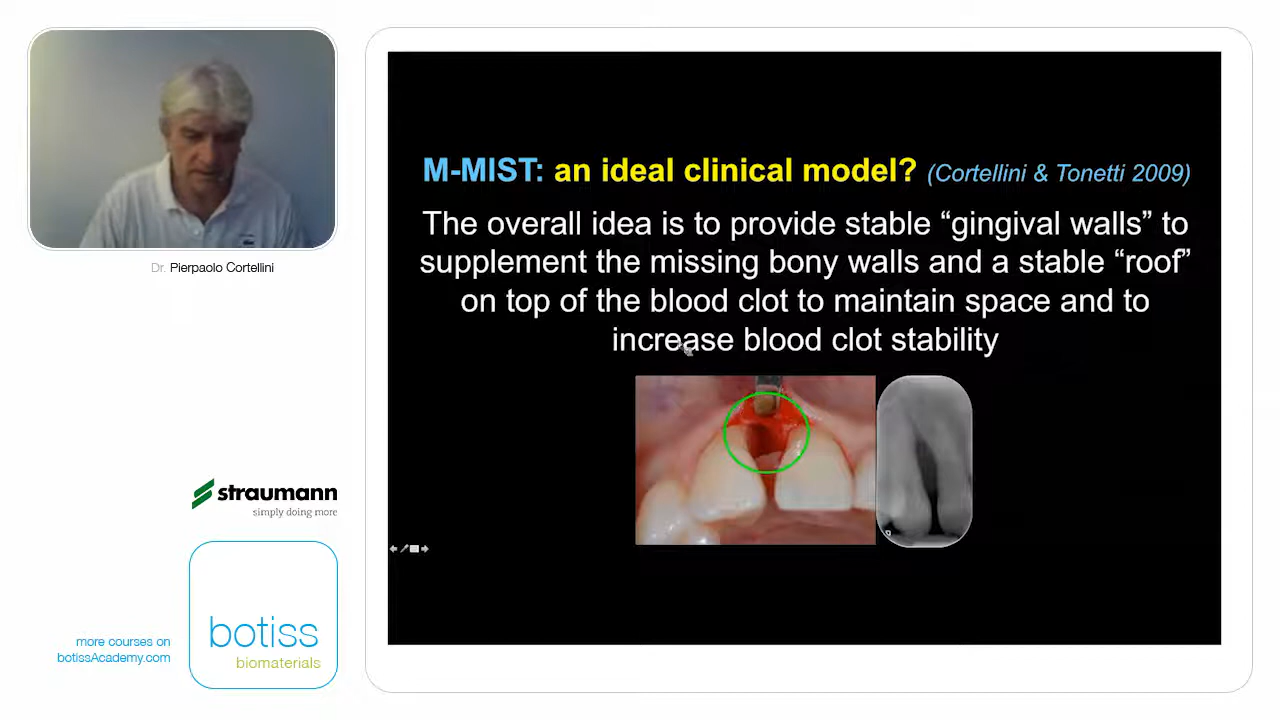 M-MIST: an ideal clinical model? (Cortellini & Tonetti 2009)
The overall idea is to provide stable “gingival walls” to
supplement the missing bony walls and a stable “roof”
on top of the blood clot to maintain space and to
increase blood clot stability
Dr. Pierpaolo Cortellini
straumann
simply doing more
botiss
biomaterials
more courses on
botissAcademy.com